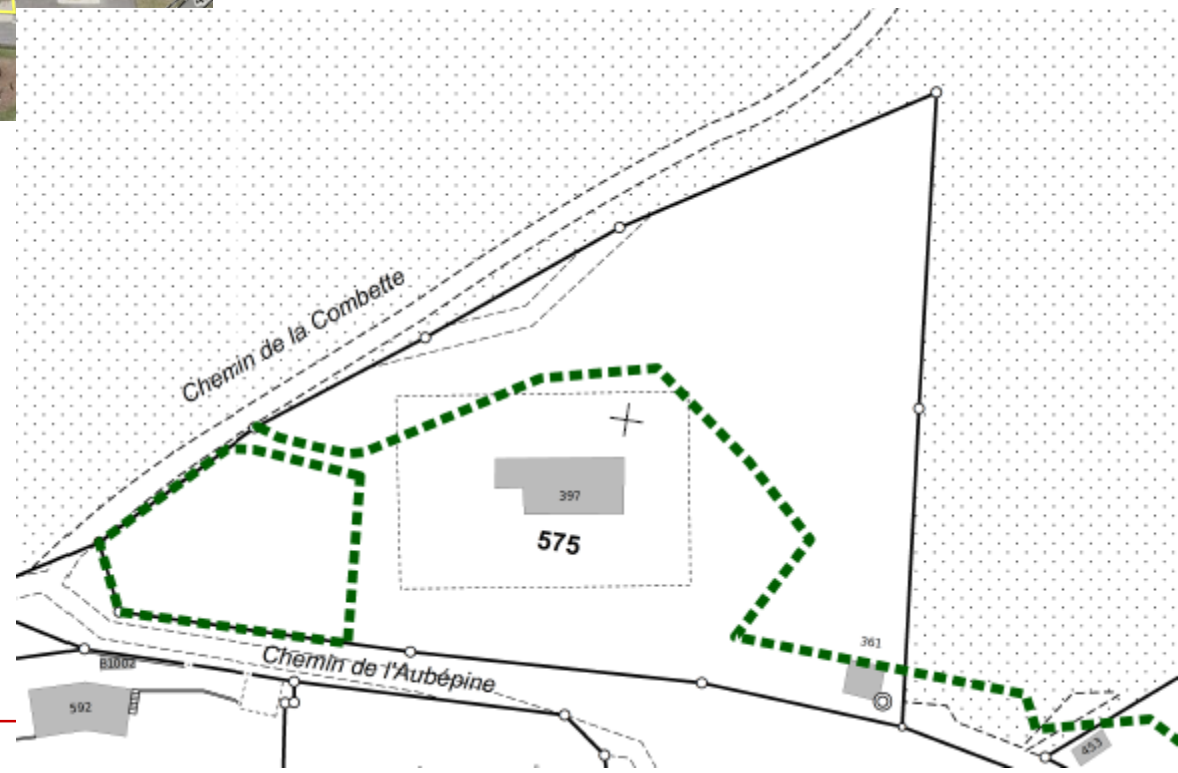 Chemin de la Combette
397
575
361
Chemin de l'Aubépine
B1002
592
453